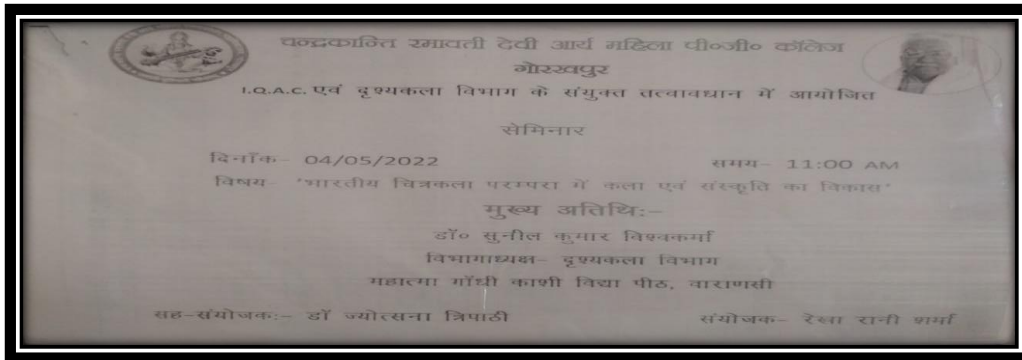 चन्द्रकान्ति रमावती देवी आर्य महिला पी०जी० कॉलेज
गोरखपुर
I.Q.A.C. एवं दृश्यकला विभाग के संयुक्त तत्वावधान में आयोजित
सेमिनार
दिनाँक- 04/05/2022 समय- 11:00 AM
विषय- 'भारतीय चित्रकला परम्परा में कला एवं संस्कृति का विकास'
मुख्य अतिथि:-
डॉ० सुनील कुमार विश्वकर्मा
विभागाध्यक्ष- दृश्यकला विभाग
महात्मा गाँधी काशी विद्या पीठ, वाराणसी
सह-संयोजक:- डॉ ज्योत्सना त्रिपाठी संयोजक- रेखा रानी शर्मा